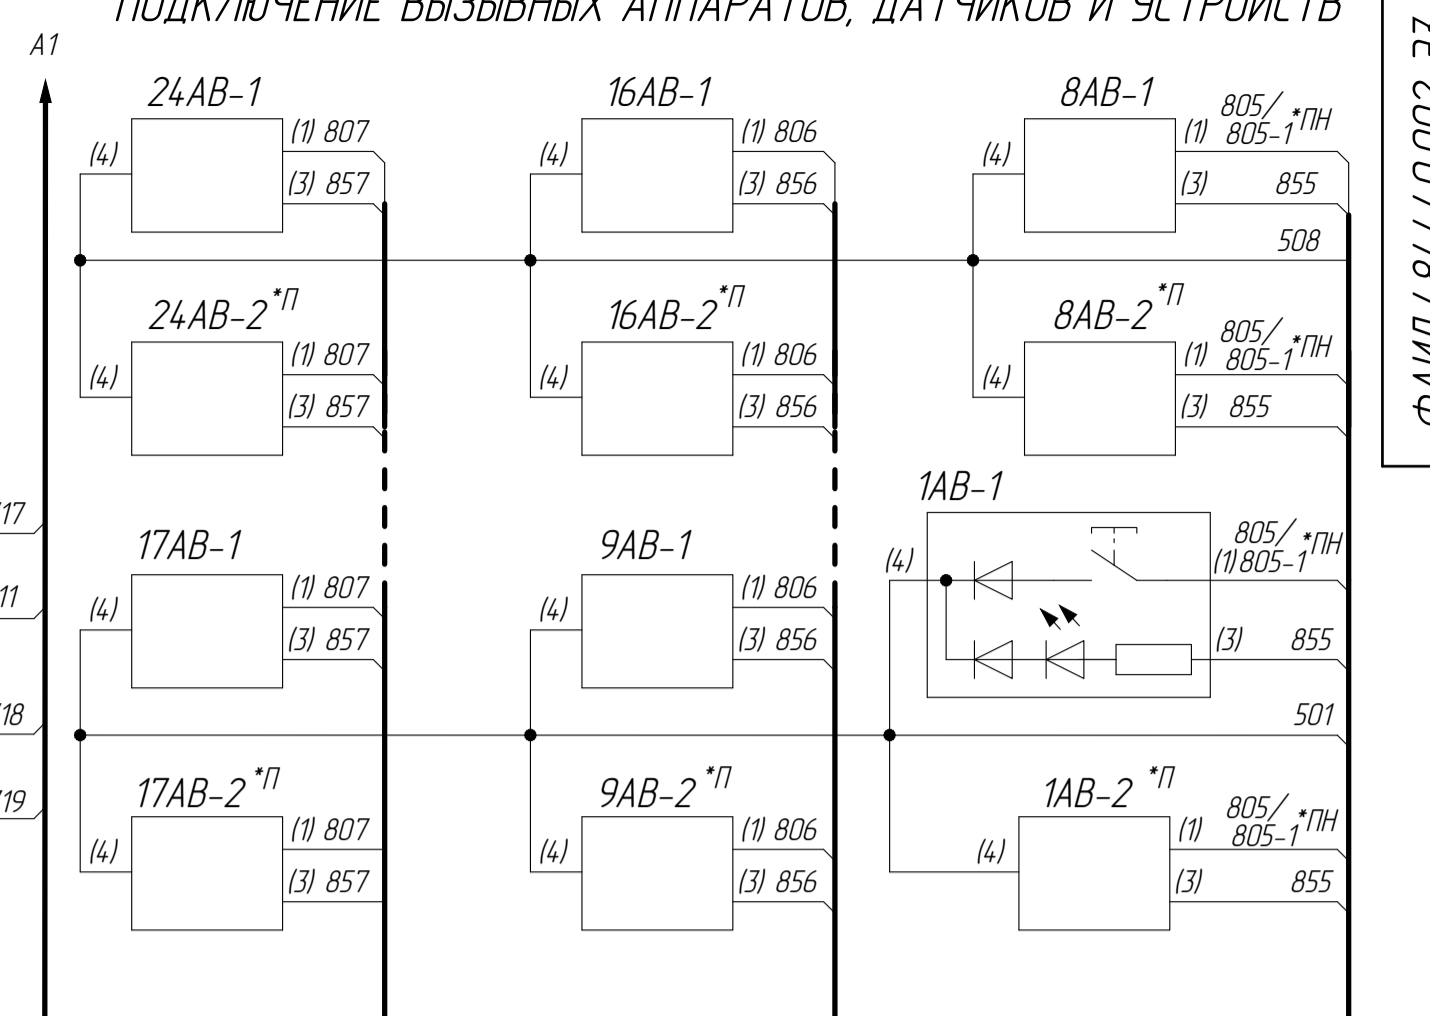 ПОДКЛЮЧЕНИЕ ВЫЗЫВНЫХ АППАРАТОВ, ДАТЧИКОВ И УСТРОЙСТВ
А1
24АВ-1
(4)
(1) 807
(3) 857
16АВ-1
(4)
(1) 806
(3) 856
8АВ-1
(4)
(1) 805/
805-1 *ПН
(3) 855
508
24АВ-2 *П
(4)
(1) 807
(3) 857
16АВ-2 *П
(4)
(1) 806
(3) 856
8АВ-2 *П
(4)
(1) 805/
805-1 *ПН
(3) 855
17АВ-1
(4)
(1) 807
(3) 857
9АВ-1
(4)
(1) 806
(3) 856
1АВ-1
(4)
805/
(1) 805-1 *ПН
(3) 855
501
17АВ-2 *П
(4)
(1) 807
(3) 857
9АВ-2 *П
(4)
(1) 806
(3) 856
1АВ-2 *П
(4)
(1) 805/
805-1 *ПН
(3) 855